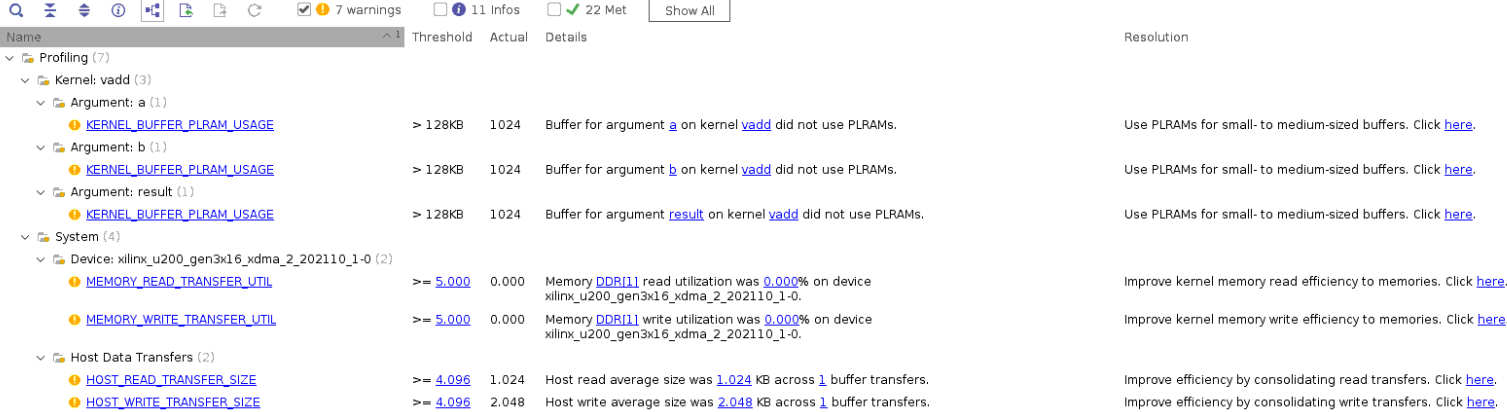 7 warnings 11 Infos 22 Met Show All
Name 1 Threshold Actual Details Resolution
Profiling (7)
Kernel: vadd (3)
Argument: a (1)
KERNEL_BUFFER_PLRAM_USAGE > 128KB 1024 Buffer for argument a on kernel vadd did not use PLRAMs. Use PLRAMs for small- to medium-sized buffers. Click here.
Argument: b (1)
KERNEL_BUFFER_PLRAM_USAGE > 128KB 1024 Buffer for argument b on kernel vadd did not use PLRAMs. Use PLRAMs for small- to medium-sized buffers. Click here.
Argument: result (1)
KERNEL_BUFFER_PLRAM_USAGE > 128KB 1024 Buffer for argument result on kernel vadd did not use PLRAMs. Use PLRAMs for small- to medium-sized buffers. Click here.
System (4)
Device: xilinx_u200_gen3x16_xdma_2_202110_1-0 (2)
MEMORY_READ_TRANSFER_UTIL >= 5.000 0.000 Memory DDR[1] read utilization was 0.000% on device Improve kernel memory read efficiency to memories. Click here.
xilinx_u200_gen3x16_xdma_2_202110_1-0.
MEMORY_WRITE_TRANSFER_UTIL >= 5.000 0.000 Memory DDR[1] write utilization was 0.000% on device Improve kernel memory write efficiency to memories. Click here
xilinx_u200_gen3x16_xdma_2_202110_1-0.
Host Data Transfers (2)
HOST_READ_TRANSFER_SIZE >= 4.096 1.024 Host read average size was 1.024 KB across 1 buffer transfers. Improve efficiency by consolidating read transfers. Click here.
HOST_WRITE_TRANSFER_SIZE >= 4.096 2.048 Host write average size was 2.048 KB across 1 buffer transfers. Improve efficiency by consolidating write transfers. Click here.